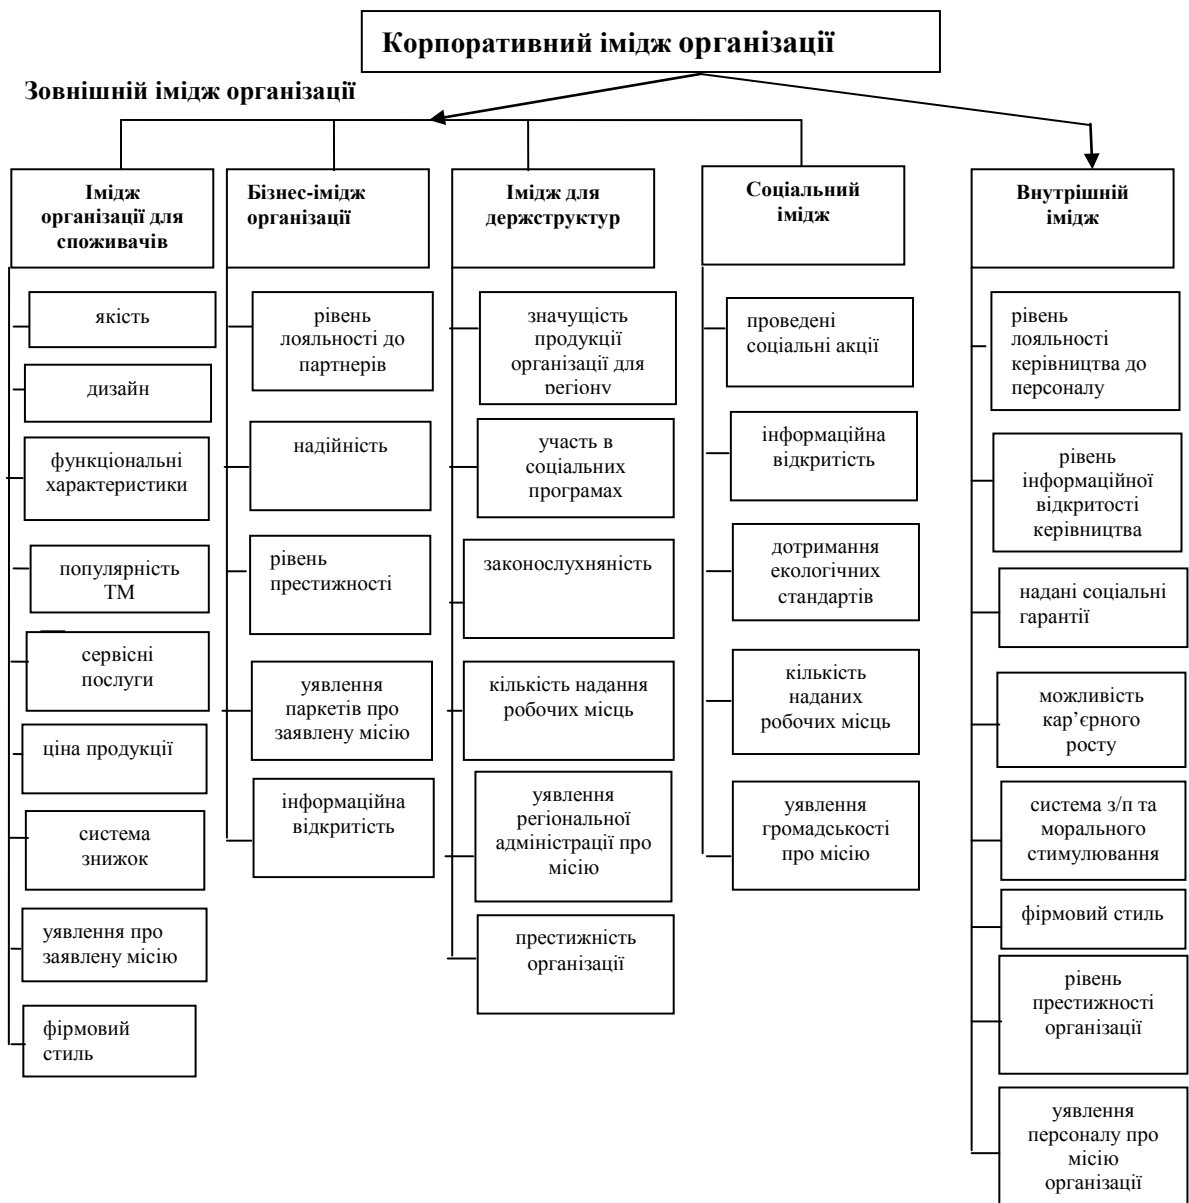 Корпоративний імідж організації
Зовнішній імідж організації
Імідж
організації для
споживачів
якість
дизайн
функціональні
характеристики
популярність
ТМ
сервісні
послуги
ціна продукції
система
знижок
уявлення про
заявлену місію
фірмовий
стиль
Бізнес-імідж
організації
рівень
лояльності до
партнерів
надійність
рівень
престижності
уявлення
паркетів про
заявлену місію
інформаційна
відкритість
Імідж для
держструктур
значущість
продукції
організації для
регіону
участь в
соціальних
програмах
законослухняність
кількість надання
робочих місць
уявлення
регіональної
адміністрації про
місію
престижність
організації
Соціальний
імідж
проведені
соціальні акції
інформаційна
відкритість
дотримання
екологічних
стандартів
кількість
наданих
робочих місць
уявлення
громадськості
про місію
Внутрішній
імідж
рівень
лояльності
керівництва до
персоналу
рівень
інформаційної
відкритості
керівництва
надані соціальні
гарантії
можливість
кар’єрного
росту
система з/п та
морального
стимулювання
фірмовий стиль
рівень
престижності
організації
уявлення
персоналу про
місію
організації